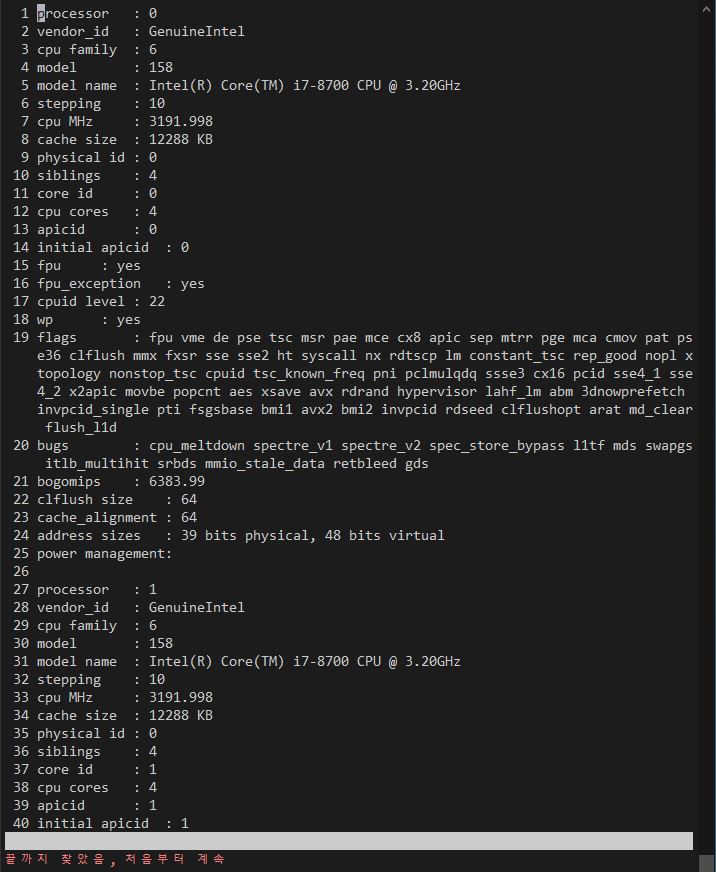 1 processor : 0
2 vendor_id : GenuineIntel
3 cpu family : 6
4 model : 158
5 model name : Intel(R) Core(TM) i7-8700 CPU @ 3.20GHz
6 stepping : 10
7 cpu MHz : 3191.998
8 cache size : 12288 KB
9 physical id : 0
10 siblings : 4
11 core id : 0
12 cpu cores : 4
13 apicid : 0
14 initial apicid : 0
15 fpu : yes
16 fpu_exception : yes
17 cpuid level : 22
18 wp : yes
19 flags : fpu vme de pse tsc msr pae mce cx8 apic sep mtrr pge mca cmov pat ps
e36 clflush mmx fxsr sse sse2 ht syscall nx rdtscp lm constant_tsc rep_good nopl x
topology nonstop_tsc cpuid tsc_known_freq pni pclmulqdq ssse3 cx16 pcid sse4_1 sse
4_2 x2apic movbe popcnt aes xsave avx rdrand hypervisor lahf_lm abm 3dnowprefetch
invpcid_single pti fsgsbase bmi1 avx2 bmi2 invpcid rdseed clflushopt arat md_clear
flush_l1d
20 bugs : cpu_meltdown spectre_v1 spectre_v2 spec_store_bypass l1tf mds swapgs
itlb_multihit srbds mmio_stale_data retbleed gds
21 bogomips : 6383.99
22 clflush size : 64
23 cache_alignment : 64
24 address sizes : 39 bits physical, 48 bits virtual
25 power management:
26
27 processor : 1
28 vendor_id : GenuineIntel
29 cpu family : 6
30 model : 158
31 model name : Intel(R) Core(TM) i7-8700 CPU @ 3.20GHz
32 stepping : 10
33 cpu MHz : 3191.998
34 cache size : 12288 KB
35 physical id : 0
36 siblings : 4
37 core id : 1
38 cpu cores : 4
39 apicid : 1
40 initial apicid : 1
끝까지 찾았음, 처음부터 계속